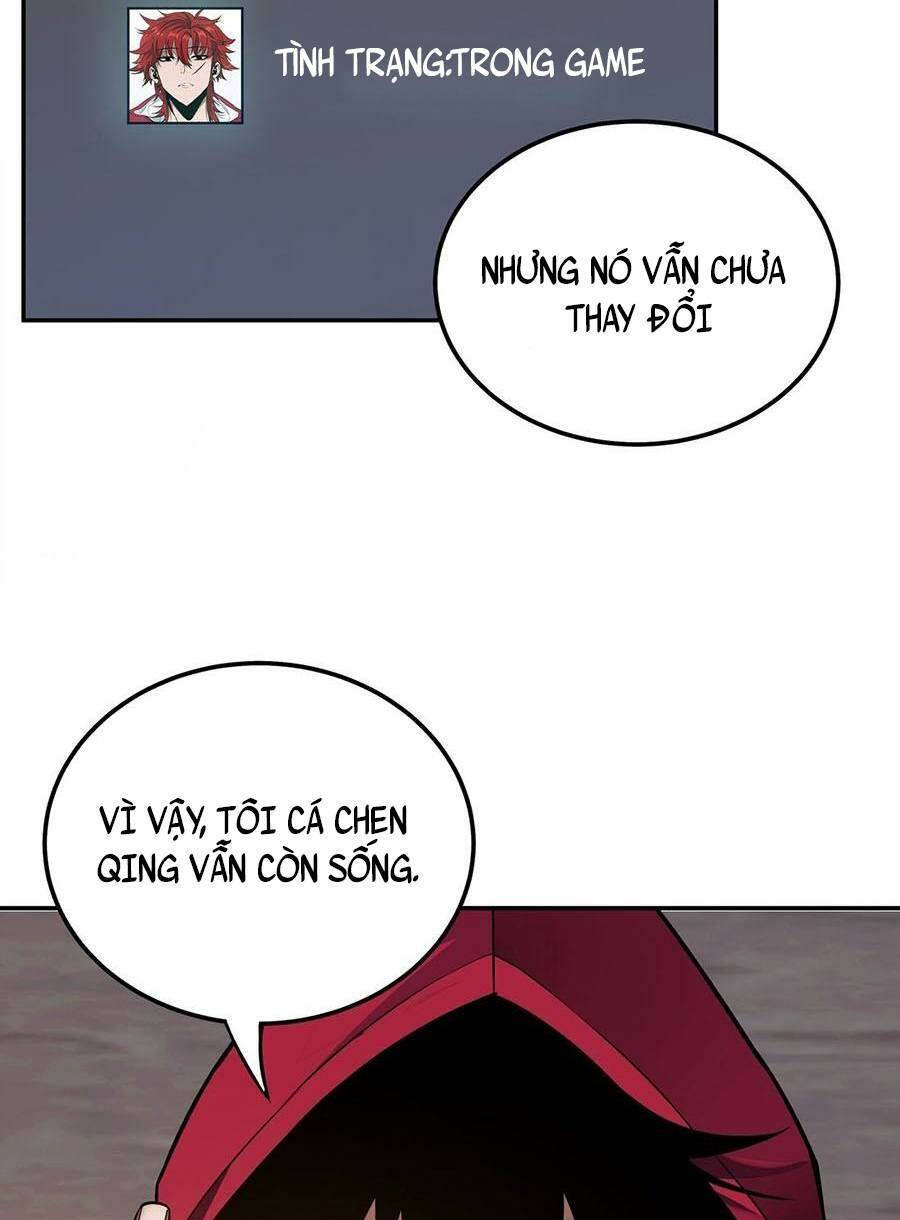 TÌNH TRẠNG:TRONG GAME
NHƯNG NÓ VẪN CHƯA
THAY ĐỔI
VÌ VẬY, TÔI CÁ CHEN
QING VẪN CÒN SỐNG.